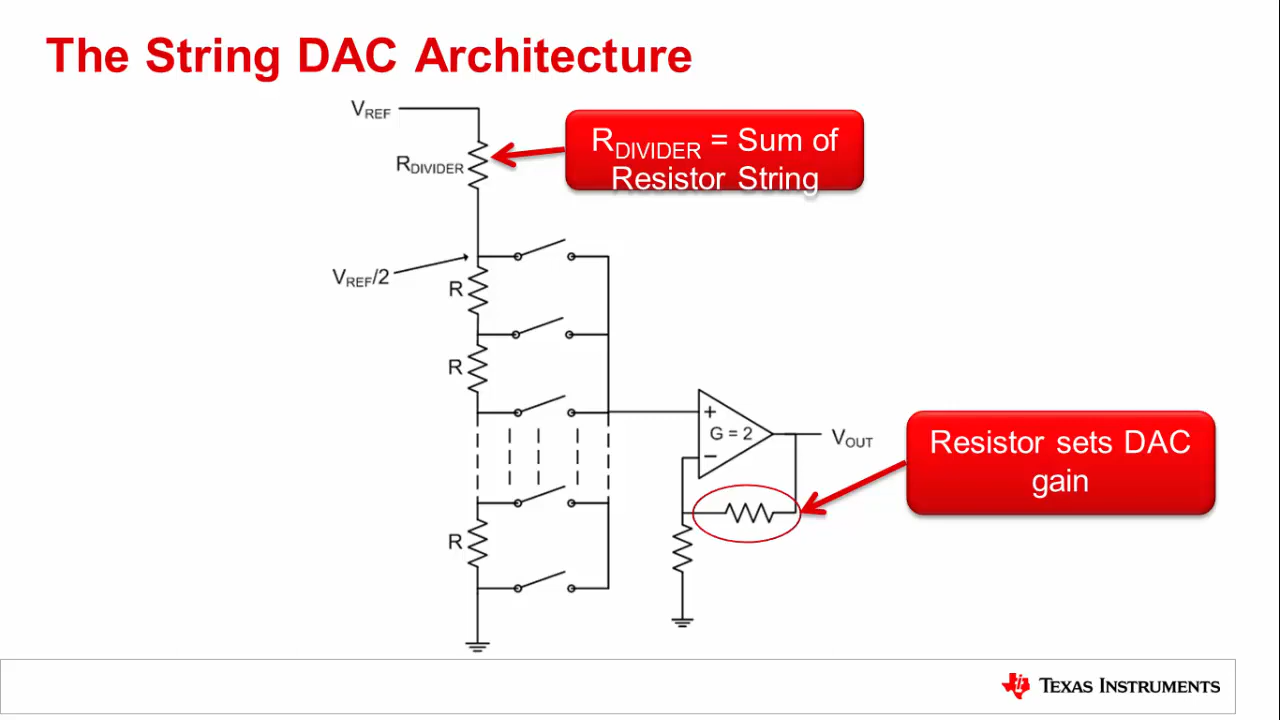 The String DAC Architecture
VREF
RDIVIDER
RDIVIDER = Sum of
Resistor String
VREF/2
R
R
+
G = 2
−
VOUT
Resistor sets DAC
gain
R
TEXAS INSTRUMENTS